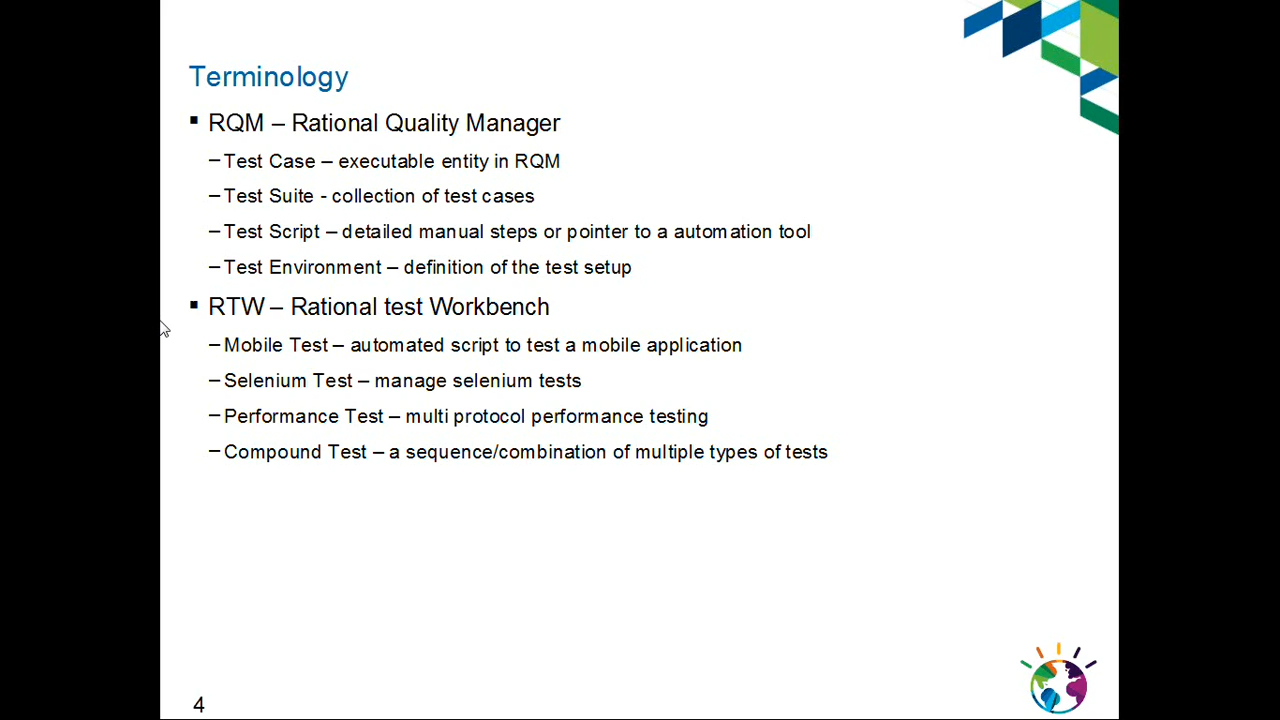 Terminology
▪ RQM – Rational Quality Manager
– Test Case – executable entity in RQM
– Test Suite - collection of test cases
– Test Script – detailed manual steps or pointer to a automation tool
– Test Environment – definition of the test setup
▪ RTW – Rational test Workbench
– Mobile Test – automated script to test a mobile application
– Selenium Test – manage selenium tests
– Performance Test – multi protocol performance testing
– Compound Test – a sequence/combination of multiple types of tests
4